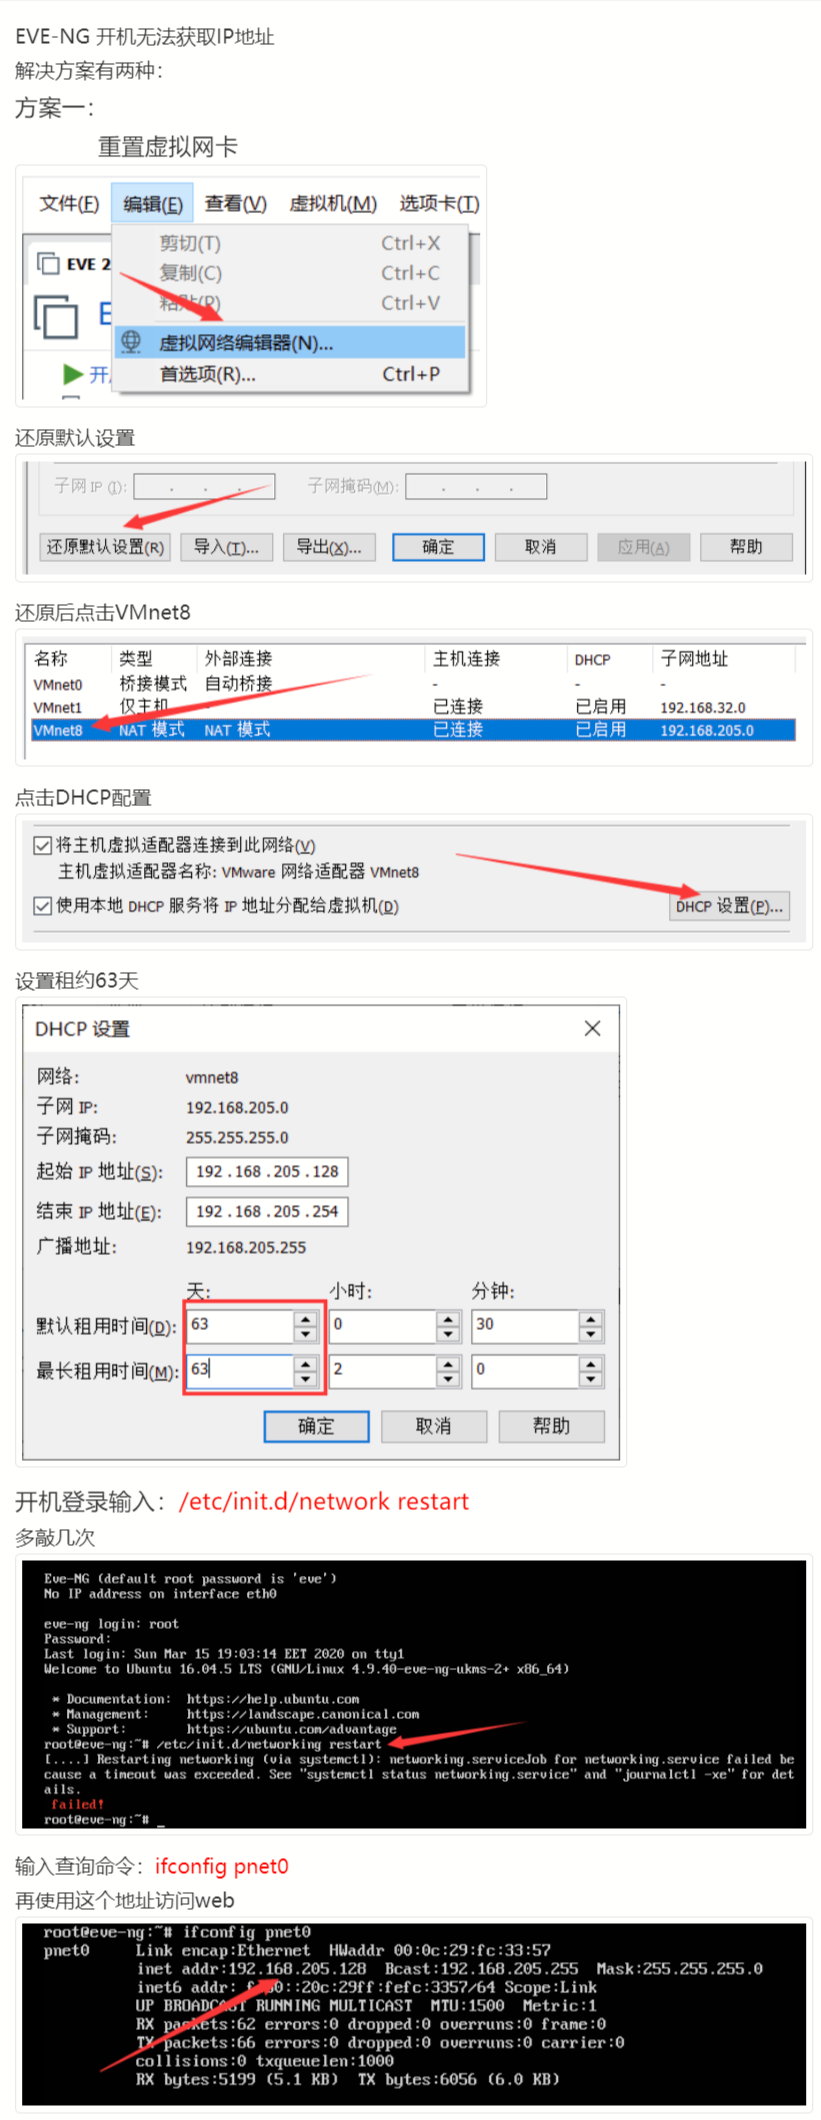 EVE-NG 开机无法获取IP地址
解决方案有两种：
方案一：
重置虚拟网卡
文件(F) 编辑(E) 查看(V) 虚拟机(M) 选项卡(T)
剪切(T) Ctrl+X
EVE 2
复制(C) Ctrl+C
粘贴(P) Ctrl+V
E
虚拟网络编辑器(N)...
开
首选项(R)... Ctrl+P
还原默认设置
子网 IP (I): . . . 子网掩码(M): . . .
还原默认设置(R) 导入(T)... 导出(X)... 确定 取消 应用(A) 帮助
还原后点击VMnet8
名称 类型 外部连接 主机连接 DHCP 子网地址
VMnet0 桥接模式 自动桥接 - - -
VMnet1 仅主机 已连接 已启用 192.168.32.0
VMnet8 NAT 模式 NAT 模式 已连接 已启用 192.168.205.0
点击DHCP配置
将主机虚拟适配器连接到此网络(V)
主机虚拟适配器名称: VMware 网络适配器 VMnet8
使用本地 DHCP 服务将 IP 地址分配给虚拟机(D) DHCP 设置(P)...
设置租约63天
DHCP 设置
网络: vmnet8
子网 IP: 192.168.205.0
子网掩码: 255.255.255.0
起始 IP 地址(S): 192 . 168 . 205 . 128
结束 IP 地址(E): 192 . 168 . 205 . 254
广播地址: 192.168.205.255
天: 小时: 分钟:
默认租用时间(D): 63 0 30
最长租用时间(M): 63 2 0
确定 取消 帮助
开机登录输入：/etc/init.d/network restart
多敲几次
Eve-NG (default root password is 'eve')
No IP address on interface eth0
eve-ng login: root
Password:
Last login: Sun Mar 15 19:03:14 EET 2020 on tty1
Welcome to Ubuntu 16.04.5 LTS (GNU/Linux 4.9.40-eve-ng-ukms-2+ x86_64)
* Documentation: https://help.ubuntu.com
* Management: https://landscape.canonical.com
* Support: https://ubuntu.com/advantage
root@eve-ng:~# /etc/init.d/networking restart
[....] Restarting networking (via systemctl): networking.serviceJob for networking.service failed be
cause a timeout was exceeded. See "systemctl status networking.service" and "journalctl -xe" for det
ails.
failed!
root@eve-ng:~# _
输入查询命令：ifconfig pnet0
再使用这个地址访问web
root@eve-ng:~# ifconfig pnet0
pnet0 Link encap:Ethernet HWaddr 00:0c:29:fc:33:57
inet addr:192.168.205.128 Bcast:192.168.205.255 Mask:255.255.255.0
inet6 addr: fe80::20c:29ff:fefc:3357/64 Scope:Link
UP BROADCAST RUNNING MULTICAST MTU:1500 Metric:1
RX packets:62 errors:0 dropped:0 overruns:0 frame:0
TX packets:66 errors:0 dropped:0 overruns:0 carrier:0
collisions:0 txqueuelen:1000
RX bytes:5199 (5.1 KB) TX bytes:6056 (6.0 KB)